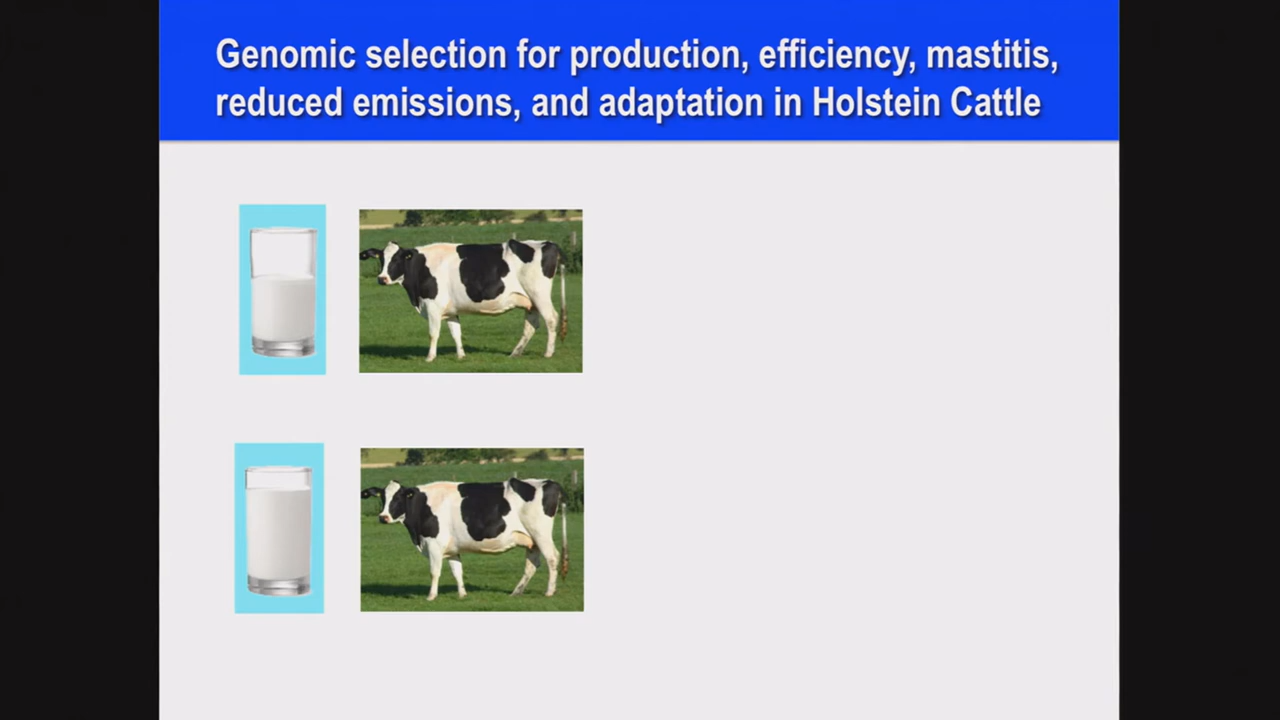 Genomic selection for production, efficiency, mastitis,
reduced emissions, and adaptation in Holstein Cattle